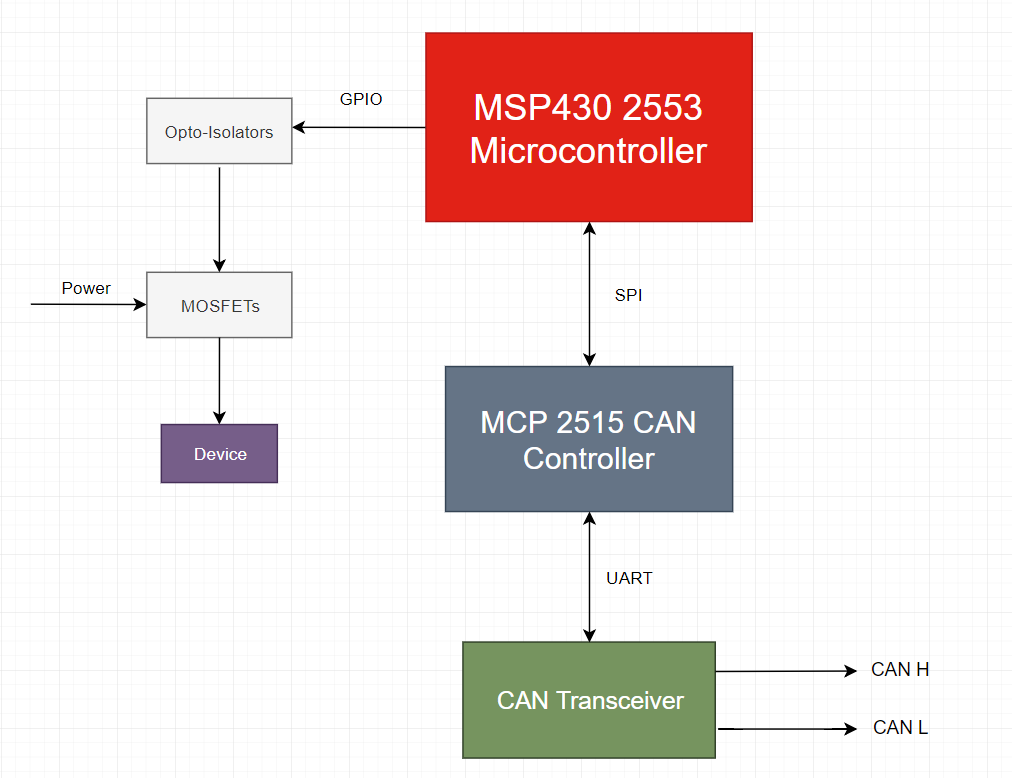 GPIO
MSP430 2553
Microcontroller
Opto-Isolators
Power
MOSFETs
SPI
Device
MCP 2515 CAN
Controller
UART
CAN Transceiver
CAN H
CAN L